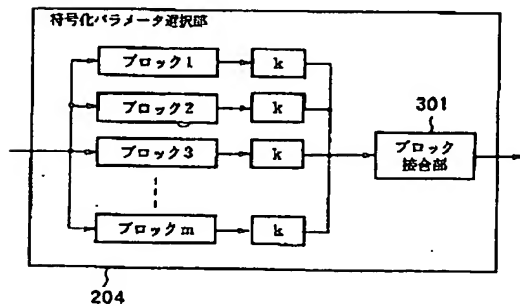 符号化パラメータ選択部
ブロック1
k
ブロック2
k
301
ブロック3
k
ブロック
接合部
ブロックm
k
204